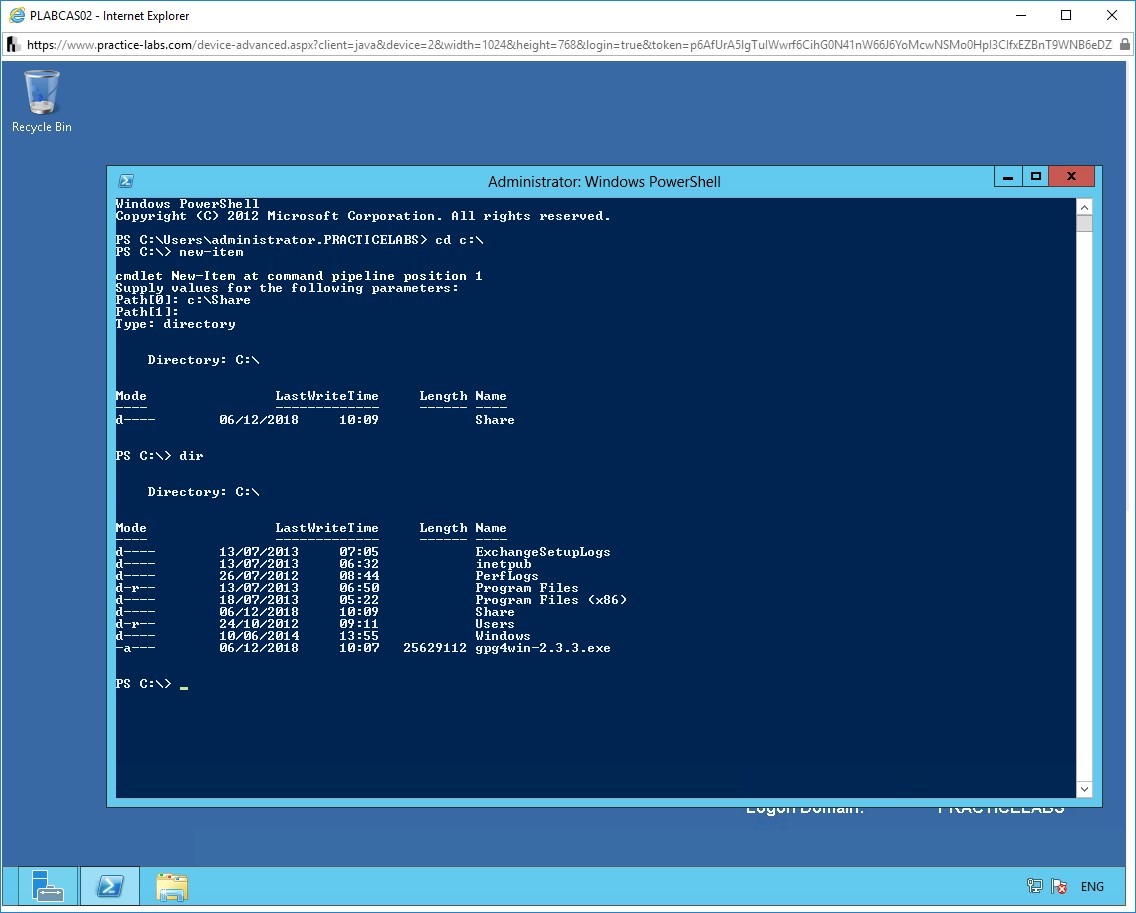 PLABCAS02 - Internet Explorer
https://www.practice-labs.com/device-advanced.aspx?client=java&device=2&width=1024&height=768&login=true&token=p6AfUrA5IgTulWwrf6CihG0N41nW66J6YoMcwNSMo0HpI3ClfxEZBnT9WNB6eDZ
Recycle Bin
Administrator: Windows PowerShell
Windows PowerShell
Copyright (C) 2012 Microsoft Corporation. All rights reserved.
PS C:\Users\administrator.PRACTICELABS> cd c:\
PS C:\> new-item
cmdlet New-Item at command pipeline position 1
Supply values for the following parameters:
Path[0]: c:\Share
Path[1]:
Type: directory
Directory: C:\
Mode LastWriteTime Length Name
---- ------------- ------ ----
d---- 06/12/2018 10:09 Share
PS C:\> dir
Directory: C:\
Mode LastWriteTime Length Name
---- ------------- ------ ----
d---- 13/07/2013 07:05 ExchangeSetupLogs
d---- 13/07/2013 06:32 inetpub
d---- 26/07/2012 08:44 PerfLogs
d-r-- 13/07/2013 06:50 Program Files
d---- 18/07/2013 05:22 Program Files (x86)
d---- 06/12/2018 10:09 Share
d-r-- 24/10/2012 09:11 Users
d---- 10/06/2014 13:55 Windows
-a--- 06/12/2018 10:07 25629112 gpg4win-2.3.3.exe
PS C:\> _
Logon Domain: PRACTICELABS
ENG